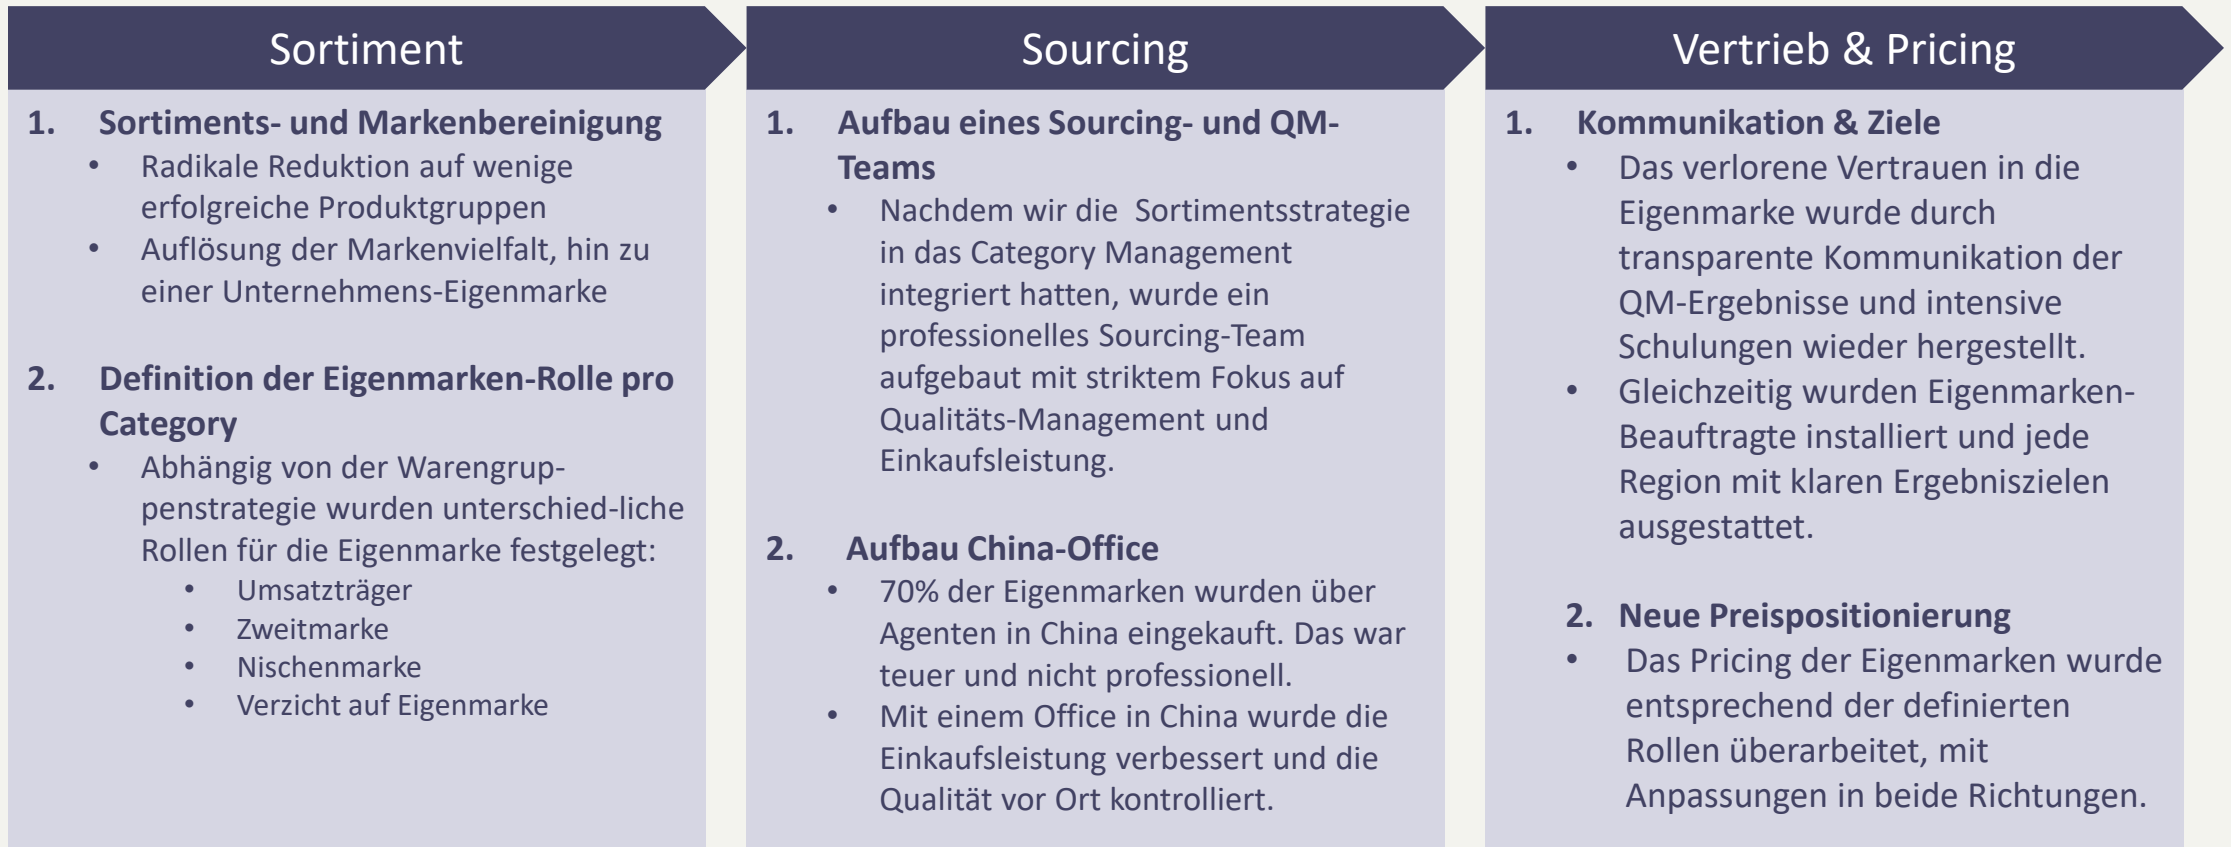 Sortiment
1. Sortiments- und Markenbereinigung
• Radikale Reduktion auf wenige
erfolgreiche Produktgruppen
• Auflösung der Markenvielfalt, hin zu
einer Unternehmens-Eigenmarke
2. Definition der Eigenmarken-Rolle pro
Category
• Abhängig von der Warengrup-
penstrategie wurden unterschied-liche
Rollen für die Eigenmarke festgelegt:
• Umsatzträger
• Zweitmarke
• Nischenmarke
• Verzicht auf Eigenmarke
Sourcing
1. Aufbau eines Sourcing- und QM-
Teams
• Nachdem wir die  Sortimentsstrategie
in das Category Management
integriert hatten, wurde ein
professionelles Sourcing-Team
aufgebaut mit striktem Fokus auf
Qualitäts-Management und
Einkaufsleistung.
2. Aufbau China-Office
• 70% der Eigenmarken wurden über
Agenten in China eingekauft. Das war
teuer und nicht professionell.
• Mit einem Office in China wurde die
Einkaufsleistung verbessert und die
Qualität vor Ort kontrolliert.
Vertrieb & Pricing
1. Kommunikation & Ziele
• Das verlorene Vertrauen in die
Eigenmarke wurde durch
transparente Kommunikation der
QM-Ergebnisse und intensive
Schulungen wieder hergestellt.
• Gleichzeitig wurden Eigenmarken-
Beauftragte installiert und jede
Region mit klaren Ergebniszielen
ausgestattet.
2. Neue Preispositionierung
• Das Pricing der Eigenmarken wurde
entsprechend der definierten
Rollen überarbeitet, mit
Anpassungen in beide Richtungen.